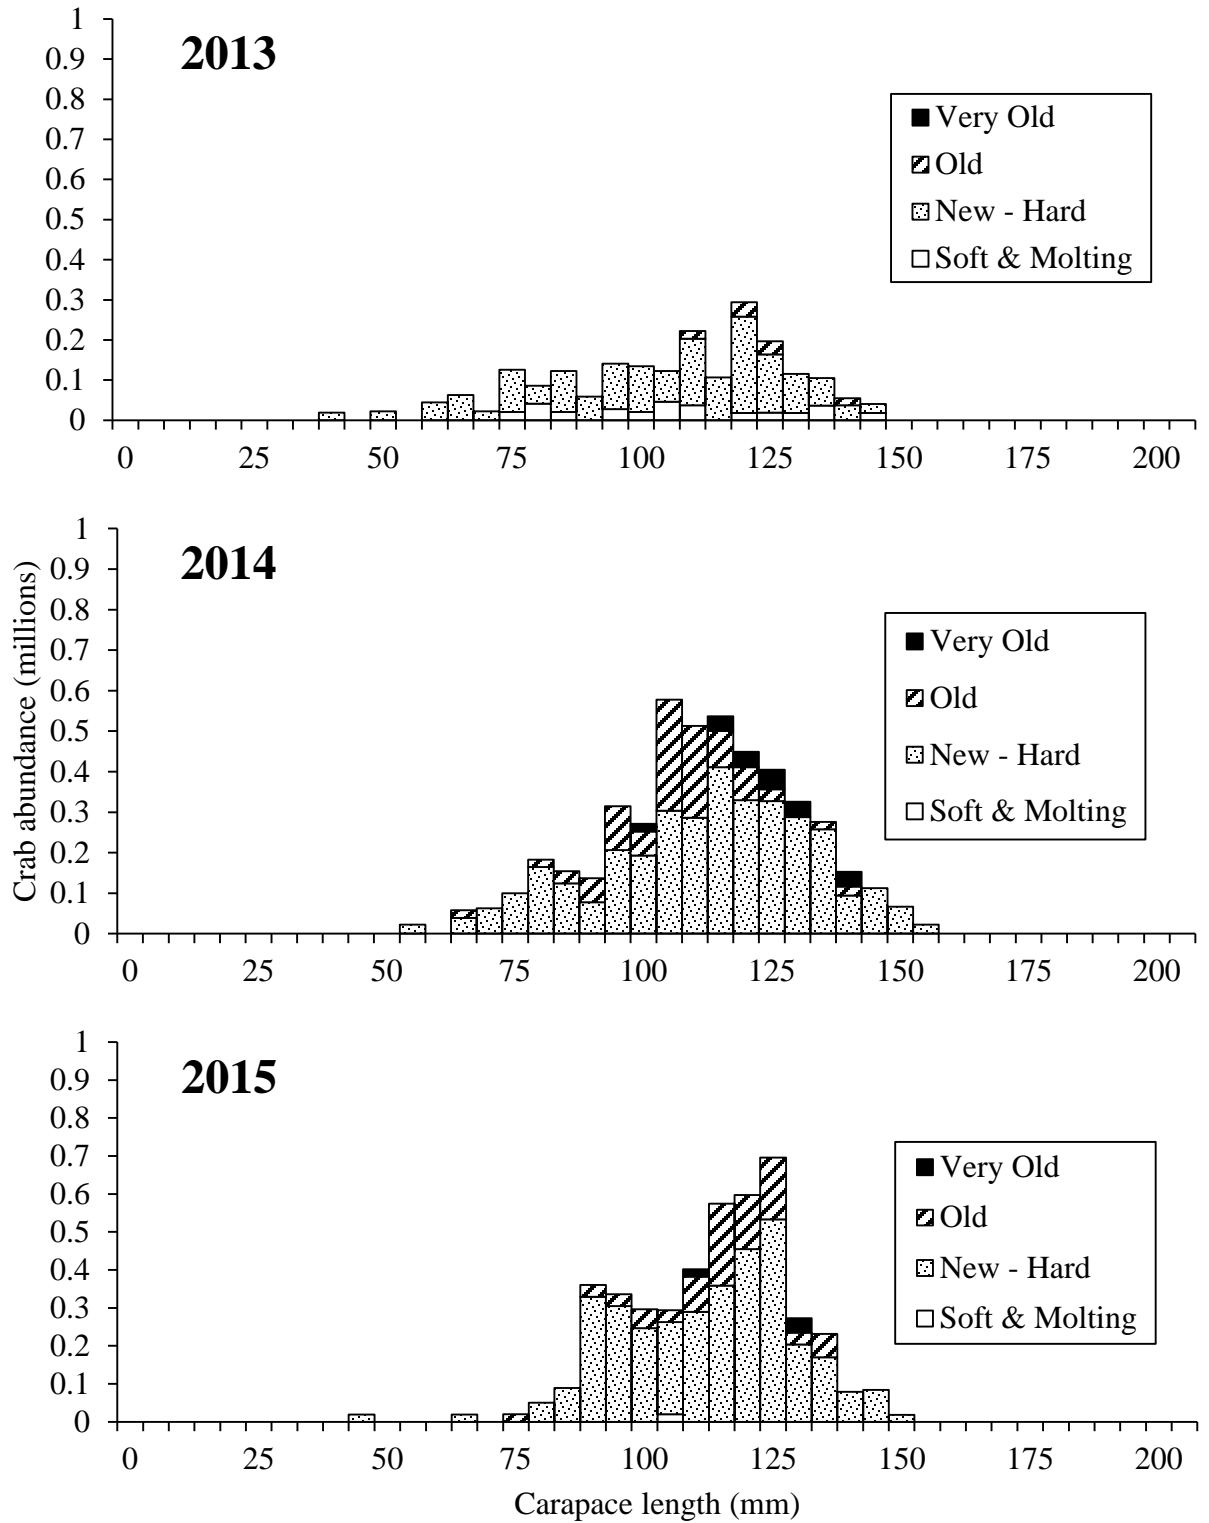 1
0.9
0.8
0.7
0.6
0.5
0.4
0.3
0.2
0.1
0
2013
Very Old
Old
New - Hard
Soft & Molting
0 25 50 75 100 125 150 175 200
Crab abundance (millions)
1
0.9
0.8
0.7
0.6
0.5
0.4
0.3
0.2
0.1
0
2014
Very Old
Old
New - Hard
Soft & Molting
0 25 50 75 100 125 150 175 200
1
0.9
0.8
0.7
0.6
0.5
0.4
0.3
0.2
0.1
0
2015
Very Old
Old
New - Hard
Soft & Molting
0 25 50 75 100 125 150 175 200
Carapace length (mm)